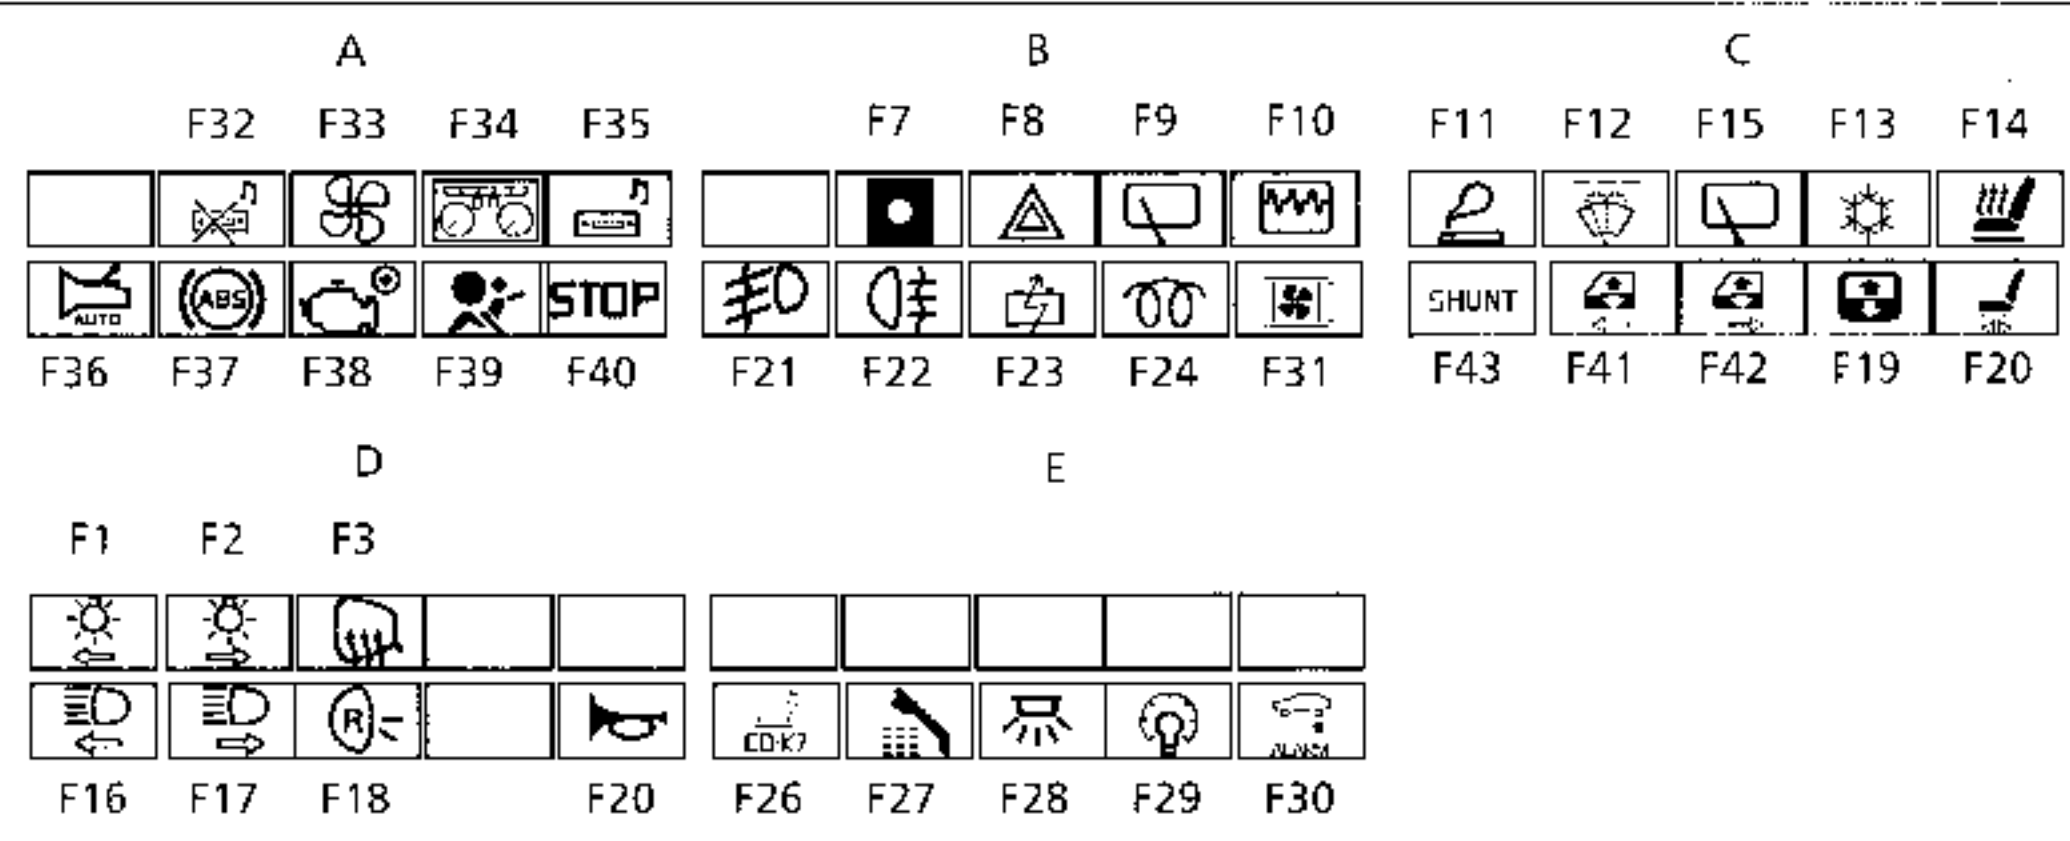 A B C
F32 F33 F34 F35 F7 F8 F9 F10 F11 F12 F15 F13 F14
AUTO ABS STOP SHUNT
F36 F37 F38 F39 F40 F21 F22 F23 F24 F31 F43 F41 F42 F19 F20
D E
F1 F2 F3
R CD·K7 ALARM
F16 F17 F18 F20 F26 F27 F28 F29 F30